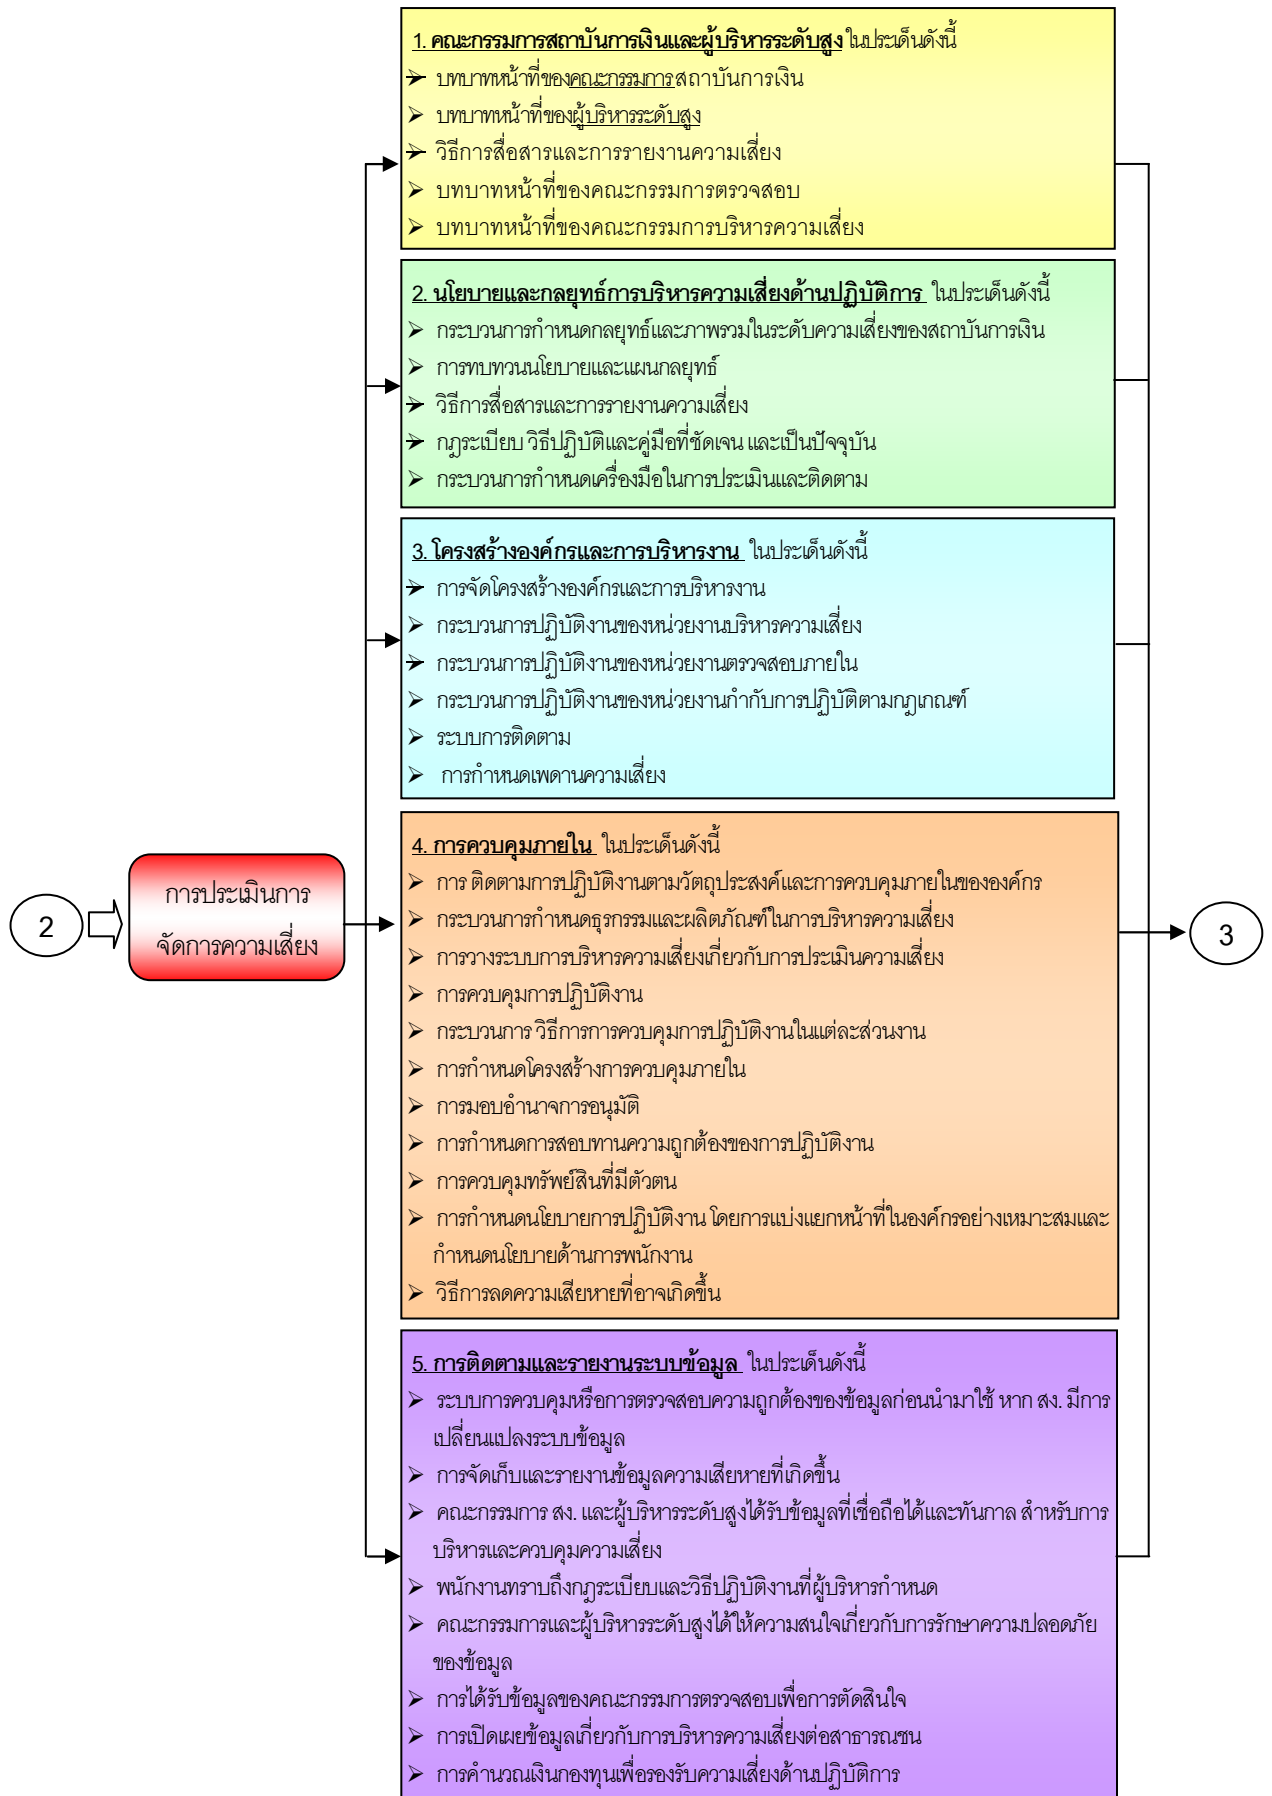 1. คณะกรรมการสถาบันการเงินและผู้บริหารระดับสูง ในประเด็นดังนี้
➢ บทบาทหน้าที่ของคณะกรรมการสถาบันการเงิน
➢ บทบาทหน้าที่ของผู้บริหารระดับสูง
➢ วิธีการสื่อสารและการรายงานความเสี่ยง
➢ บทบาทหน้าที่ของคณะกรรมการตรวจสอบ
➢ บทบาทหน้าที่ของคณะกรรมการบริหารความเสี่ยง
2. นโยบายและกลยุทธ์การบริหารความเสี่ยงด้านปฏิบัติการ ในประเด็นดังนี้
➢ กระบวนการกำหนดกลยุทธ์และภาพรวมในระดับความเสี่ยงของสถาบันการเงิน
➢ การทบทวนนโยบายและแผนกลยุทธ์
➢ วิธีการสื่อสารและการรายงานความเสี่ยง
➢ กฎระเบียบ วิธีปฏิบัติและคู่มือที่ชัดเจน และเป็นปัจจุบัน
➢ กระบวนการกำหนดเครื่องมือในการประเมินและติดตาม
3. โครงสร้างองค์กรและการบริหารงาน ในประเด็นดังนี้
➢ การจัดโครงสร้างองค์กรและการบริหารงาน
➢ กระบวนการปฏิบัติงานของหน่วยงานบริหารความเสี่ยง
➢ กระบวนการปฏิบัติงานของหน่วยงานตรวจสอบภายใน
➢ กระบวนการปฏิบัติงานของหน่วยงานกำกับการปฏิบัติตามกฎเกณฑ์
➢ ระบบการติดตาม
➢ การกำหนดเพดานความเสี่ยง
2
การประเมินการ
จัดการความเสี่ยง
4. การควบคุมภายใน ในประเด็นดังนี้
➢ การ ติดตามการปฏิบัติงานตามวัตถุประสงค์และการควบคุมภายในขององค์กร
➢ กระบวนการกำหนดธุรกรรมและผลิตภัณฑ์ในการบริหารความเสี่ยง
➢ การวางระบบการบริหารความเสี่ยงเกี่ยวกับการประเมินความเสี่ยง
➢ การควบคุมการปฏิบัติงาน
➢ กระบวนการ วิธีการการควบคุมการปฏิบัติงานในแต่ละส่วนงาน
➢ การกำหนดโครงสร้างการควบคุมภายใน
➢ การมอบอำนาจการอนุมัติ
➢ การกำหนดการสอบทานความถูกต้องของการปฏิบัติงาน
➢ การควบคุมทรัพย์สินที่มีตัวตน
➢ การกำหนดนโยบายการปฏิบัติงาน โดยการแบ่งแยกหน้าที่ในองค์กรอย่างเหมาะสมและ
กำหนดนโยบายด้านการพนักงาน
➢ วิธีการลดความเสียหายที่อาจเกิดขึ้น
3
5. การติดตามและรายงานระบบข้อมูล ในประเด็นดังนี้
➢ ระบบการควบคุมหรือการตรวจสอบความถูกต้องของข้อมูลก่อนนำมาใช้ หาก สง. มีการ
เปลี่ยนแปลงระบบข้อมูล
➢ การจัดเก็บและรายงานข้อมูลความเสียหายที่เกิดขึ้น
➢ คณะกรรมการ สง. และผู้บริหารระดับสูงได้รับข้อมูลที่เชื่อถือได้และทันกาล สำหรับการ
บริหารและควบคุมความเสี่ยง
➢ พนักงานทราบถึงกฎระเบียบและวิธีปฏิบัติงานที่ผู้บริหารกำหนด
➢ คณะกรรมการและผู้บริหารระดับสูงได้ให้ความสนใจเกี่ยวกับการรักษาความปลอดภัย
ของข้อมูล
➢ การได้รับข้อมูลของคณะกรรมการตรวจสอบเพื่อการตัดสินใจ
➢ การเปิดเผยข้อมูลเกี่ยวกับการบริหารความเสี่ยงต่อสาธารณชน
➢ การคำนวณเงินกองทุนเพื่อรองรับความเสี่ยงด้านปฏิบัติการ